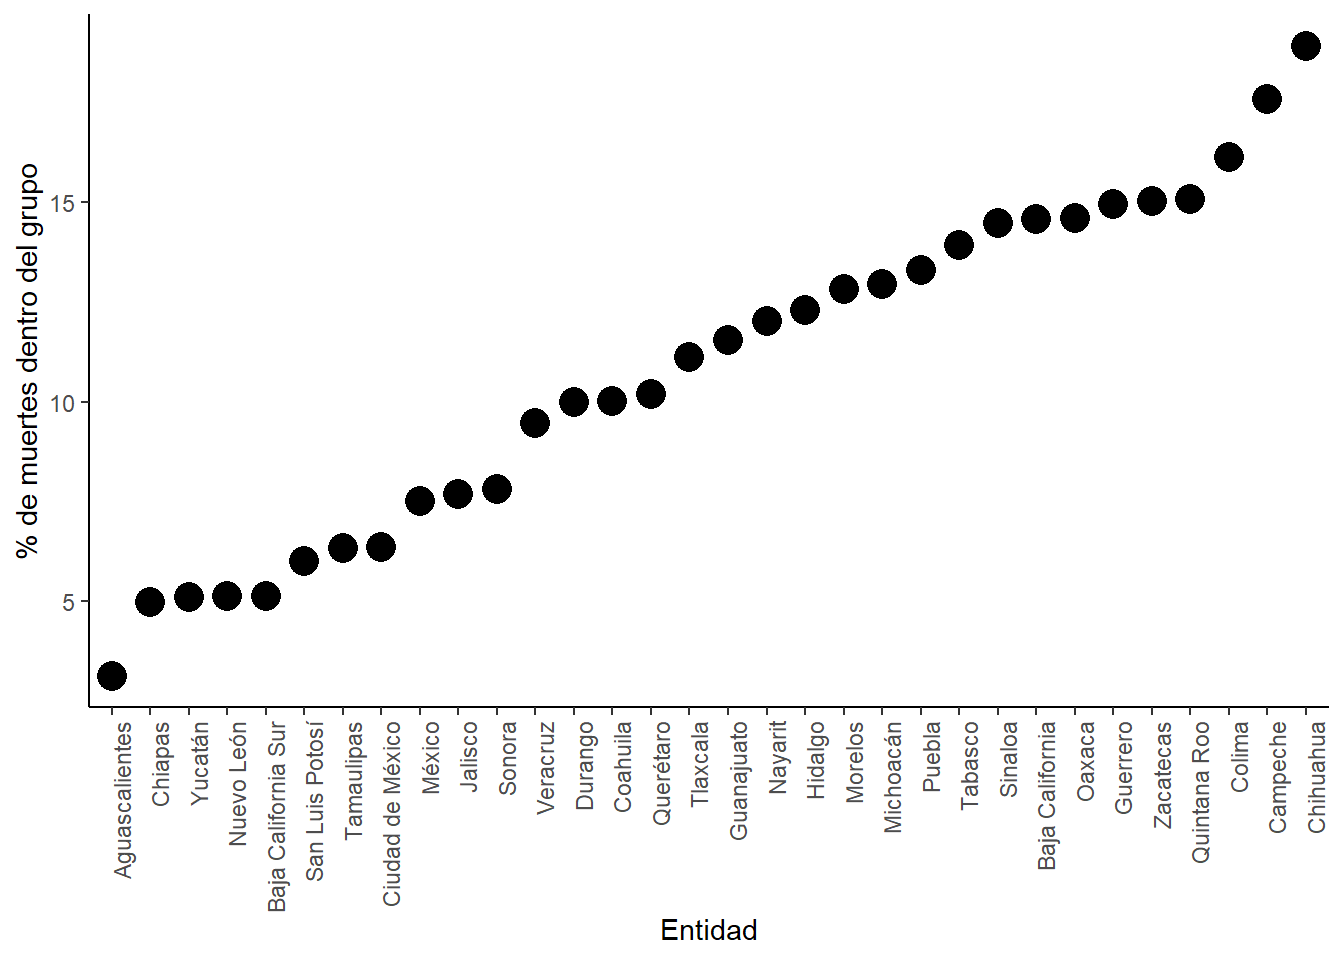 % de muertes dentro del grupo
15
10
5
Aguascalientes
Chiapas
Yucatán
Nuevo León
Baja California Sur
San Luis Potosí
Tamaulipas
Ciudad de México
México
Jalisco
Sonora
Veracruz
Durango
Coahuila
Querétaro
Tlaxcala
Guanajuato
Nayarit
Hidalgo
Morelos
Michoacán
Puebla
Tabasco
Sinaloa
Baja California
Oaxaca
Guerrero
Zacatecas
Quintana Roo
Colima
Campeche
Chihuahua
Entidad